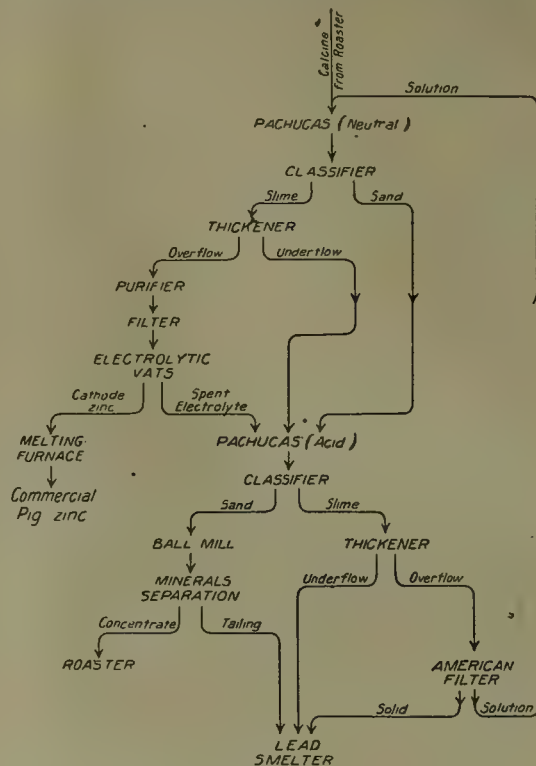 Calcine
from Roaster
Solution
PACHUCAS (Neutral)
CLASSIFIER
Slime
Sand
THICKENER
Overflow
Underflow
PURIFIER
FILTER
ELECTROLYTIC
VATS
Cathode
zinc
Spent
Electrolyte
MELTING-
FURNACE
PACHUCAS (Acid)
Commercial
Pig zinc
CLASSIFIER
Sand
Slime
BALL MILL
THICKENER
MINERALS
SEPARATION
Underflow
Overflow
Concentrate
Tailing
ROASTER
AMERICAN
FILTER
Solid
Solution
LEAD
SMELTER